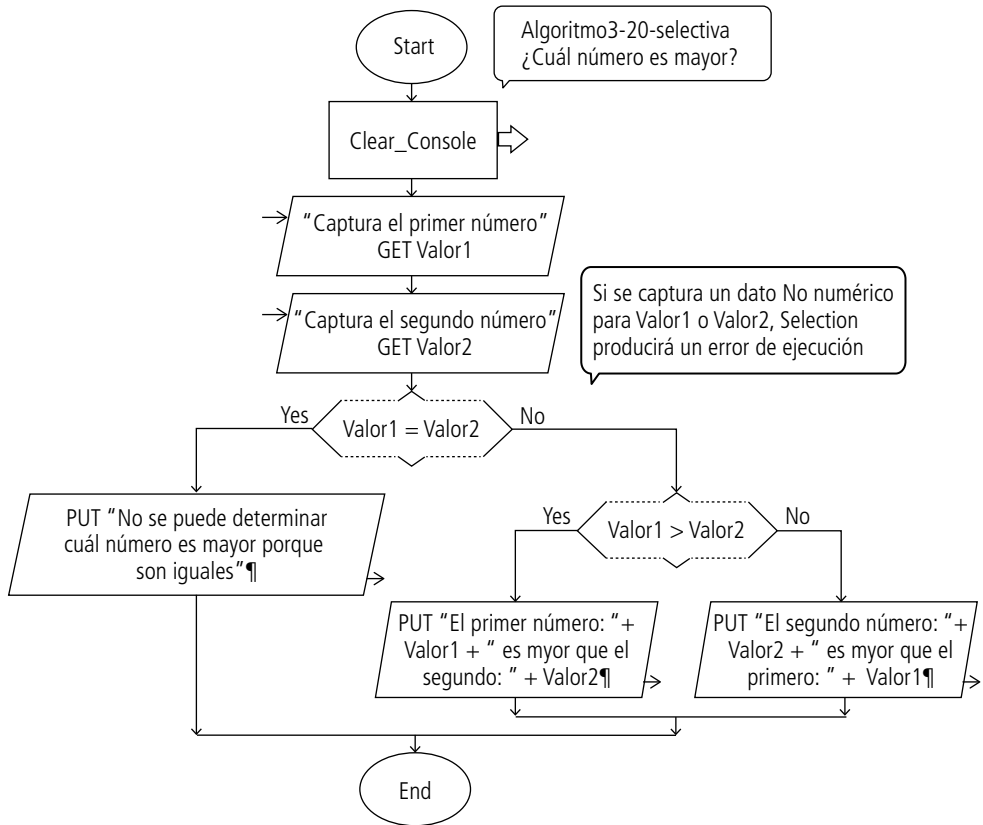 Start
Algoritmo3-20-selectiva
¿Cuál número es mayor?
Clear_Console
"Captura el primer número"
GET Valor1
"Captura el segundo número"
GET Valor2
Si se captura un dato No numérico
para Valor1 o Valor2, Selection
producirá un error de ejecución
Yes
Valor1 = Valor2
No
PUT "No se puede determinar
cuál número es mayor porque
son iguales"¶
Yes
Valor1 > Valor2
No
PUT "El primer número: "+
Valor1 + " es myor que el
segundo: " + Valor2¶
PUT "El segundo número: "+
Valor2 + " es myor que el
primero: " + Valor1¶
End